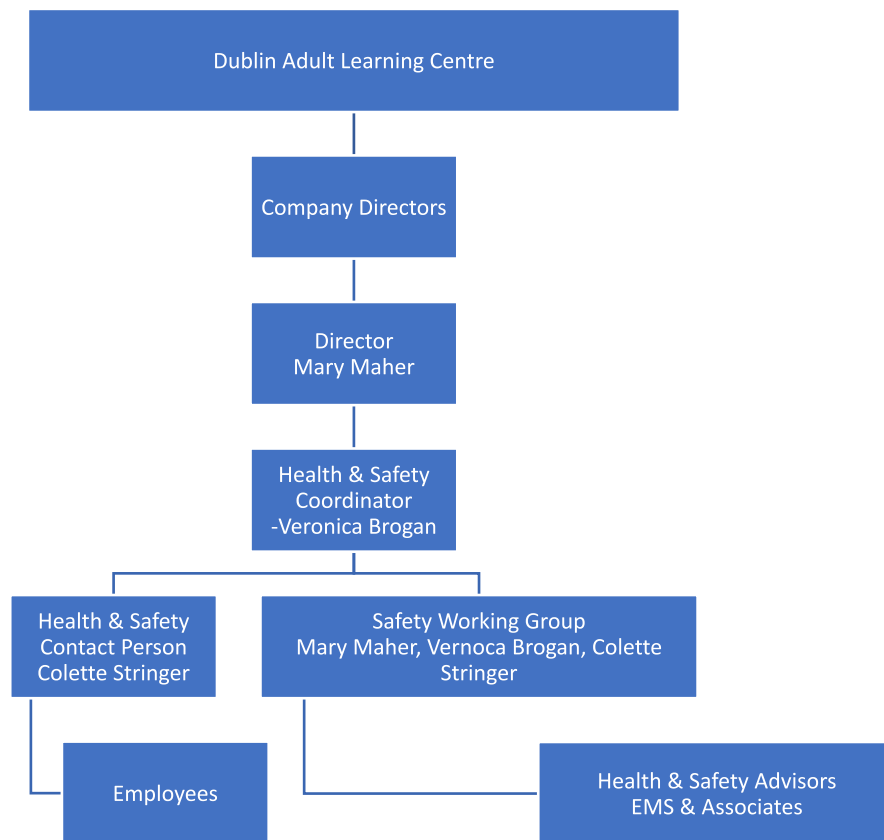 Dublin Adult Learning Centre
Company Directors
Director
Mary Maher
Health & Safety
Coordinator
-Veronica Brogan
Health & Safety
Contact Person
Colette Stringer
Safety Working Group
Mary Maher, Vernoca Brogan, Colette
Stringer
Employees
Health & Safety Advisors
EMS & Associates